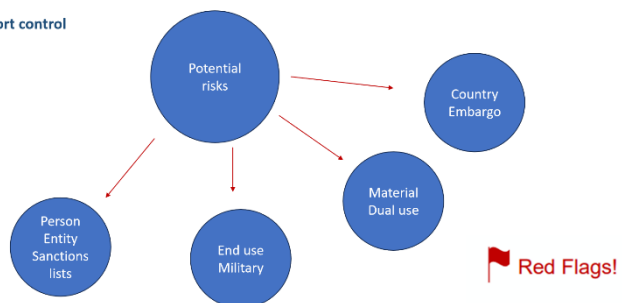 ort control
Potential
risks
Country
Embargo
Material
Dual use
Person
Entity
Sanctions
lists
End use
Military
Red Flags!